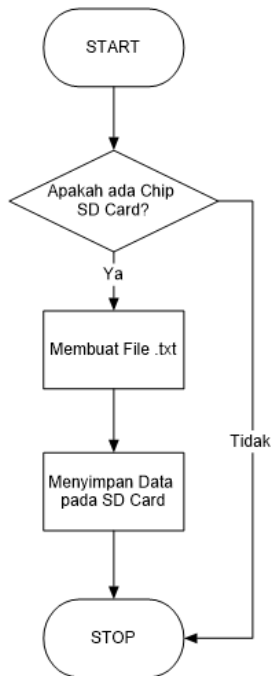 START
Apakah ada Chip
SD Card?
Ya
Membuat File .txt
Tidak
Menyimpan Data
pada SD Card
STOP